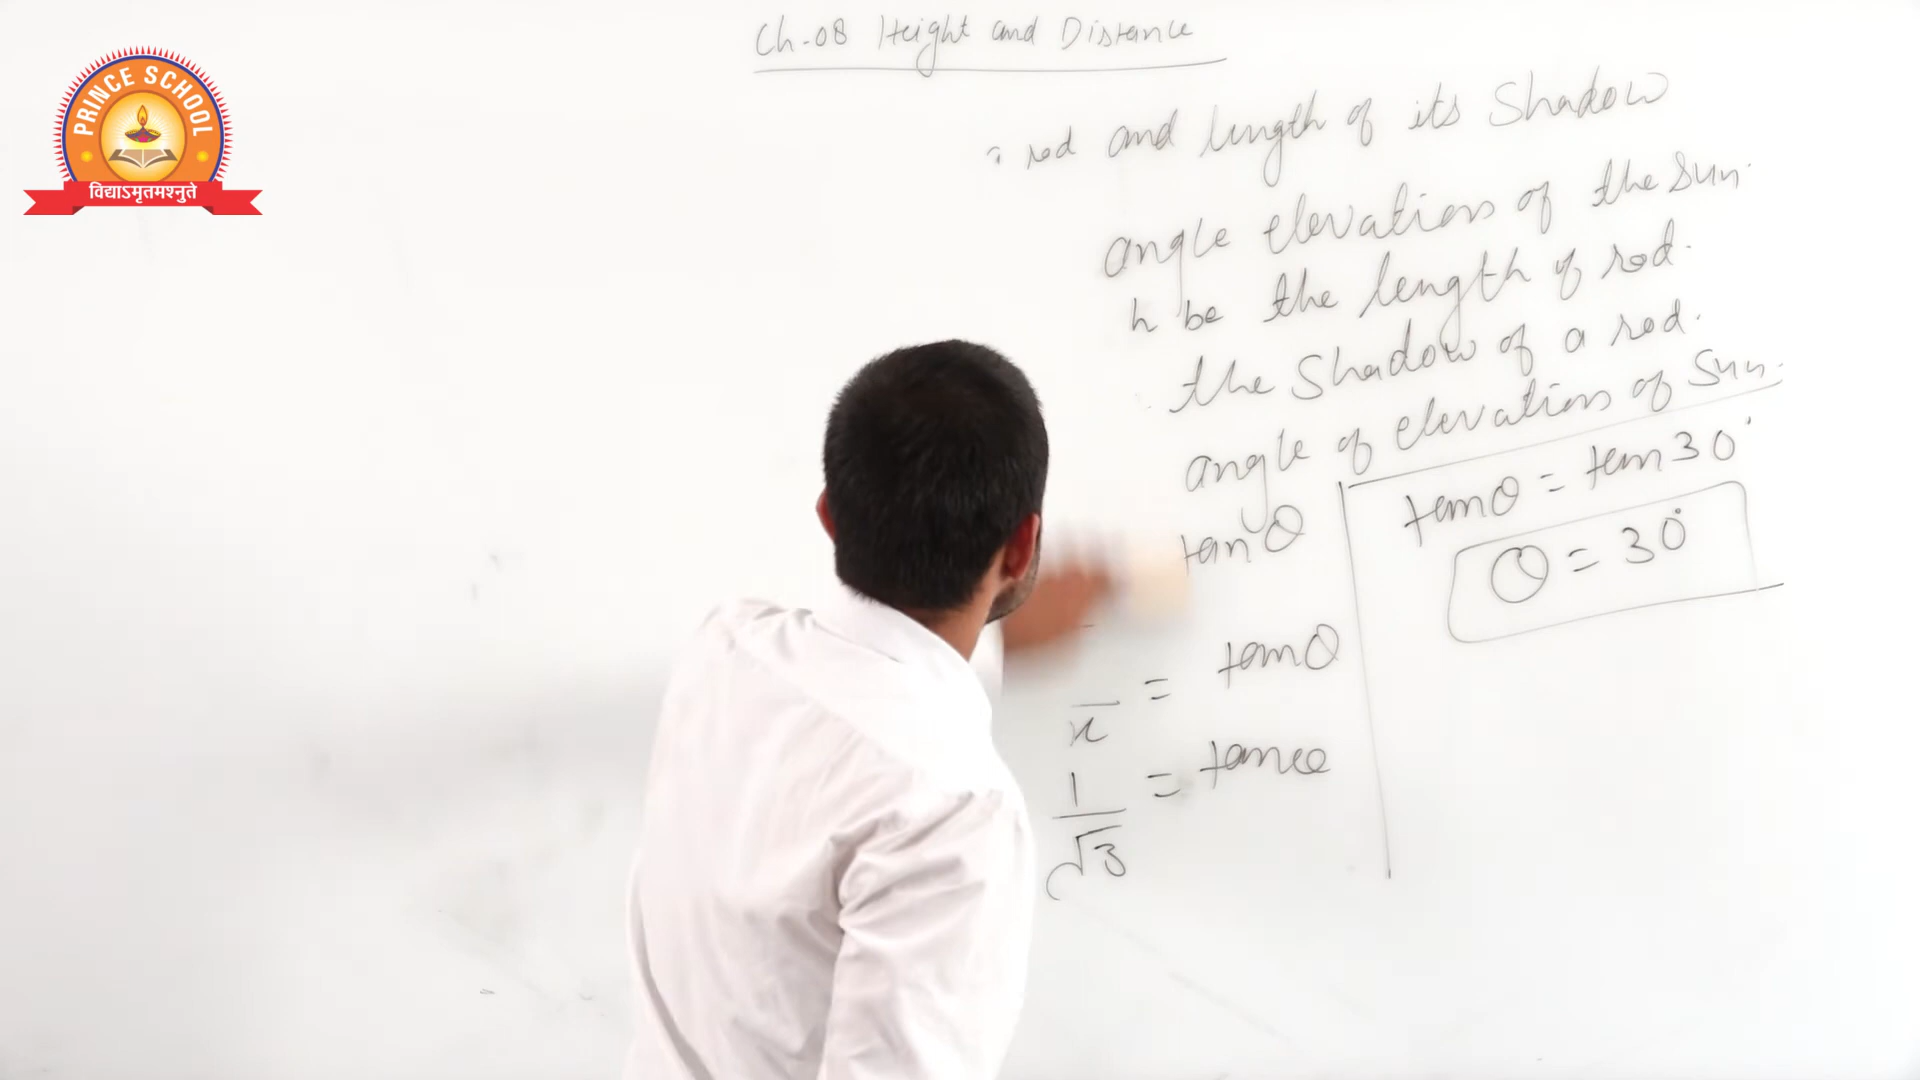 PRINCE SCHOOL
विद्याऽमृतमश्नुते
Ch-08 Height and Distance
rod and length of its Shadow
angle elevation of the Sun.
h be the length of rod.
the Shadow of a rod.
angle of elevation of Sun.
tanθ
= tanθ
x
1/√3 = tanθ
tanθ = tan30°
θ = 30°